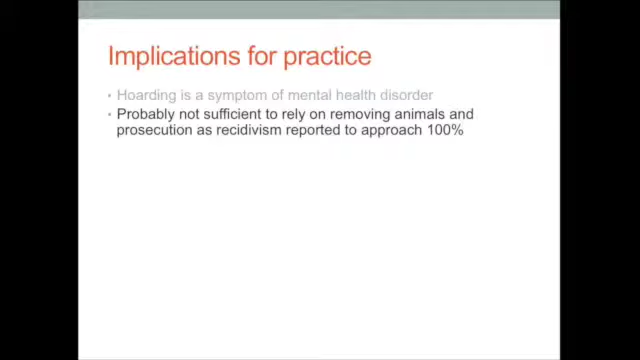 Implications for practice
• Hoarding is a symptom of mental health disorder
• Probably not sufficient to rely on removing animals and
prosecution as recidivism reported to approach 100%